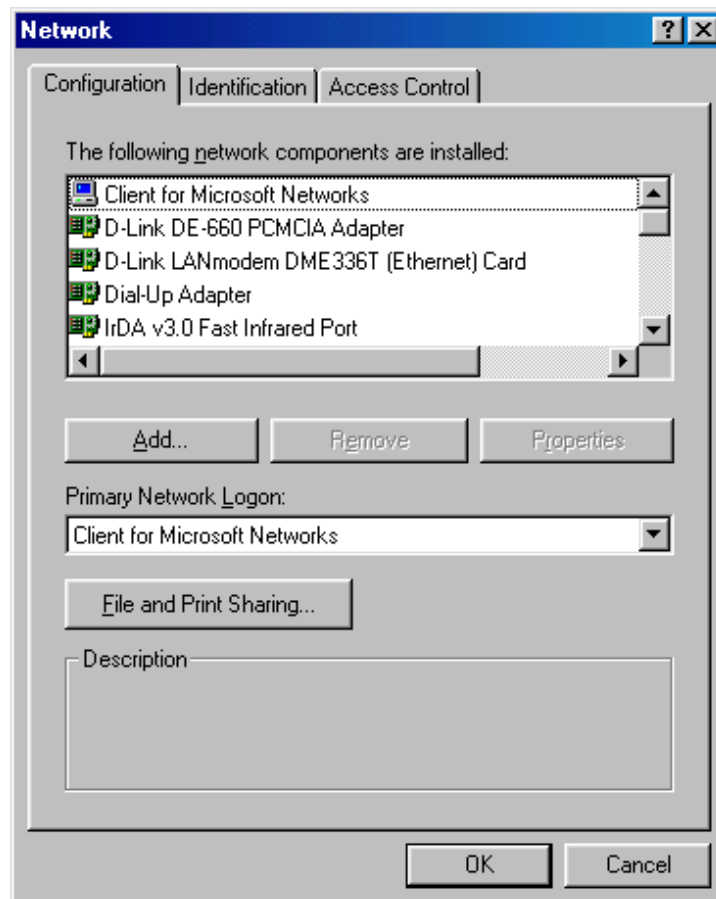 Network
Configuration Identification Access Control
The following network components are installed:
Client for Microsoft Networks
D-Link DE-660 PCMCIA Adapter
D-Link LANmodem DME336T (Ethernet) Card
Dial-Up Adapter
IrDA v3.0 Fast Infrared Port
Add... Remove Properties
Primary Network Logon:
Client for Microsoft Networks
File and Print Sharing...
Description
OK Cancel